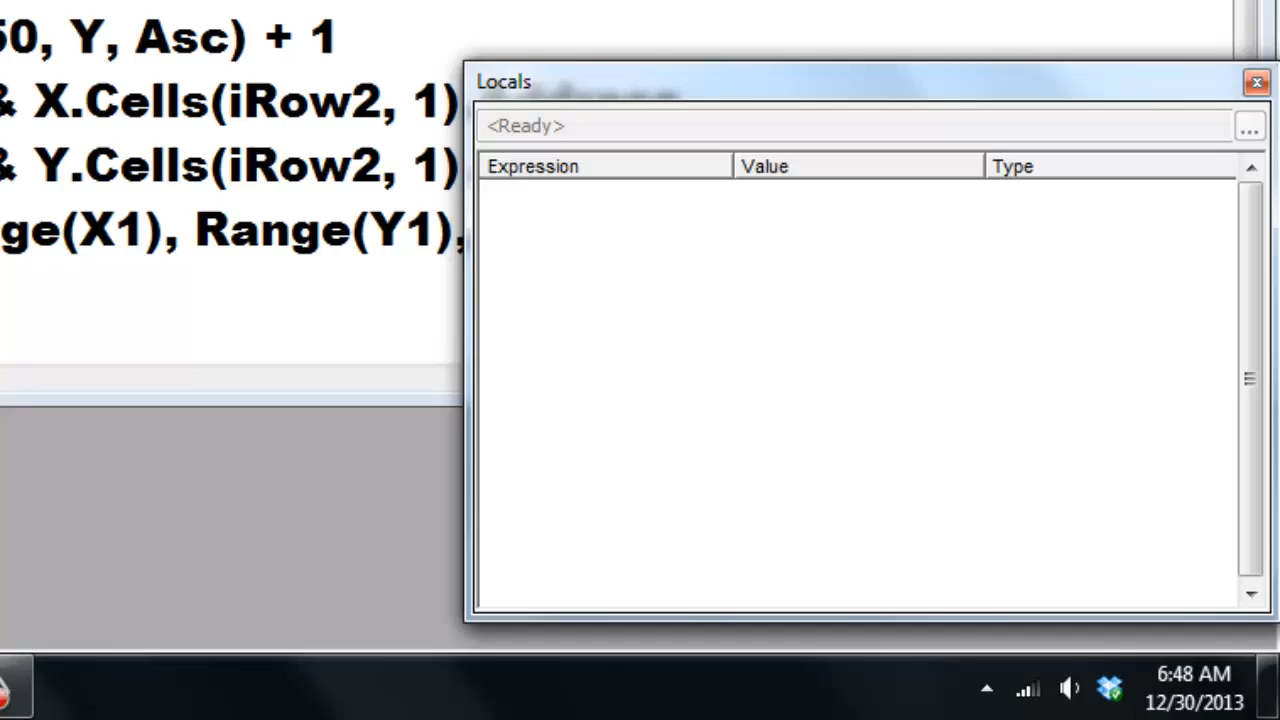 50, Y, Asc) + 1
& X.Cells(iRow2, 1)
& Y.Cells(iRow2, 1)
ge(X1), Range(Y1),
Locals
<Ready>
...
Expression Value Type
6:48 AM
12/30/2013